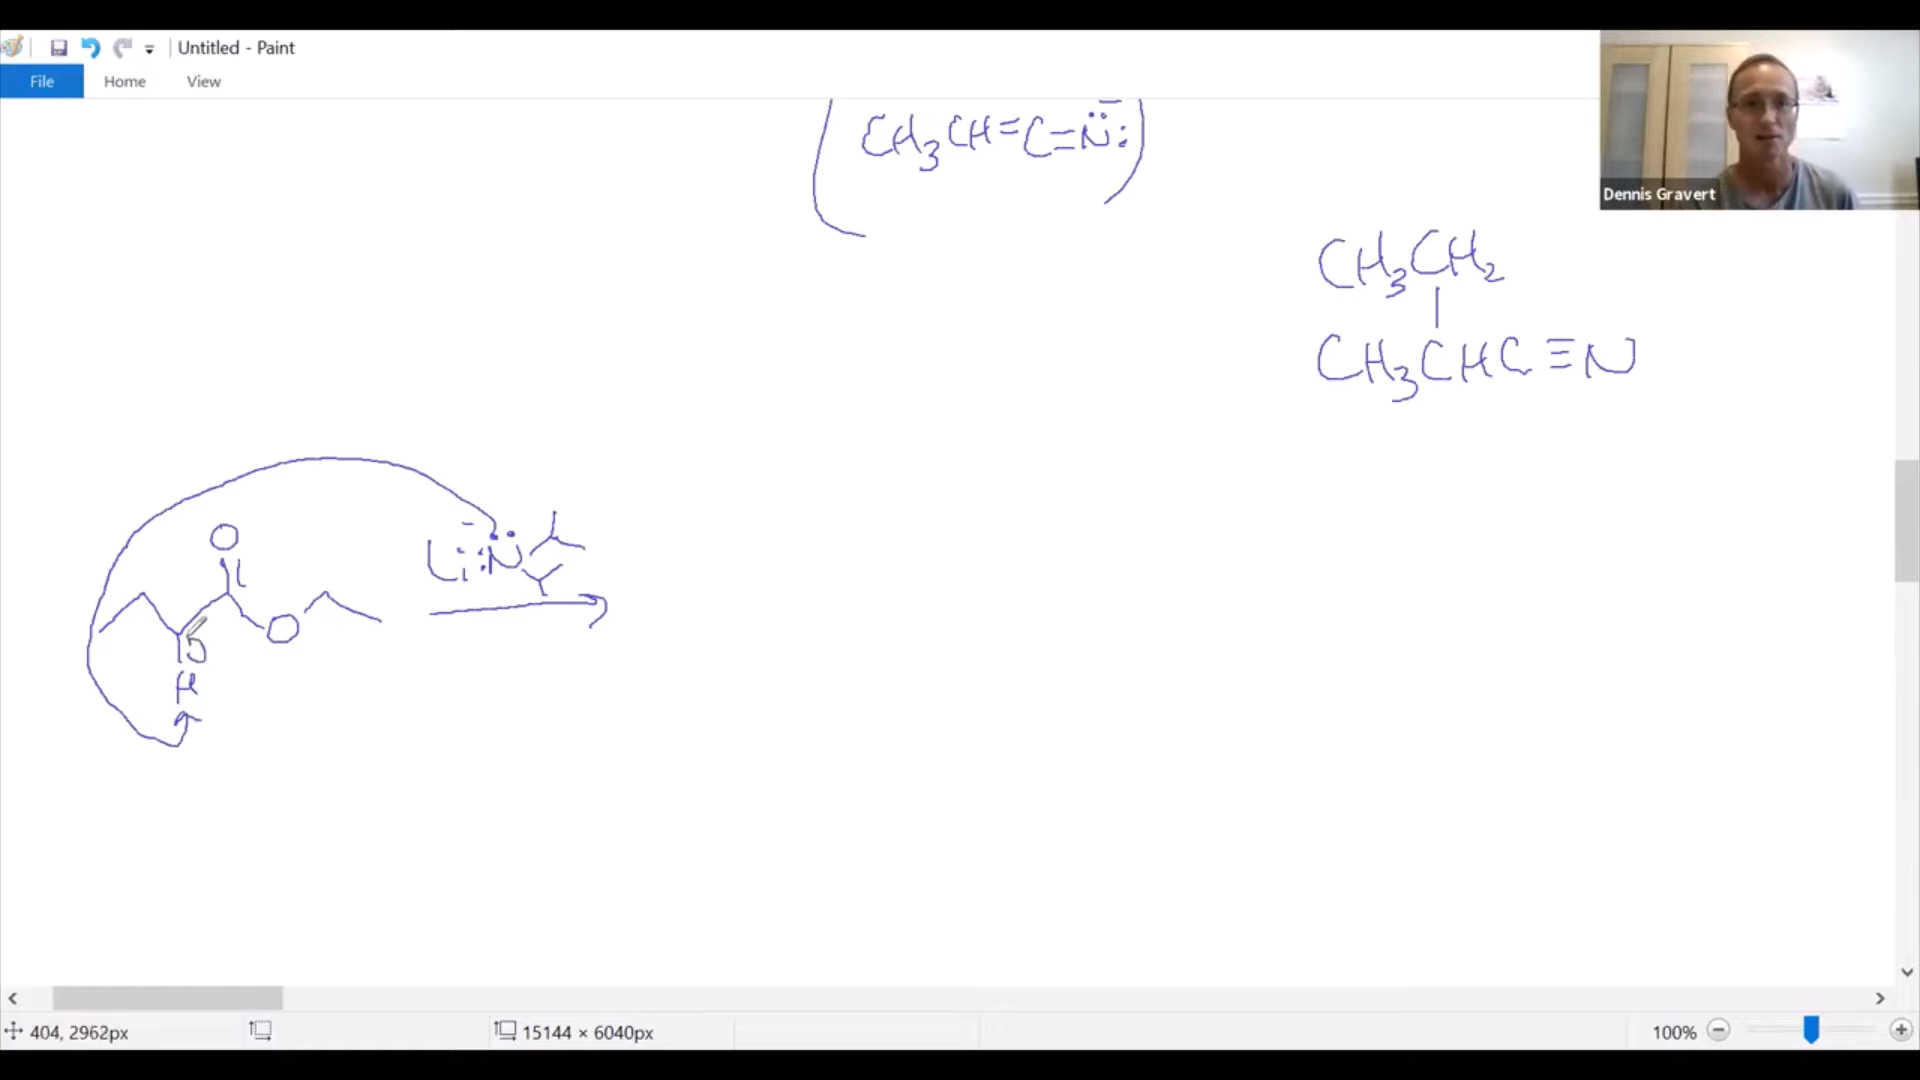 Untitled - Paint
File Home View
Dennis Gravert
CH₃CH=C=N̈:⁻
CH₃CH₂
CH₃CHC≡N
O
Li :N̈⁻
O
H
404, 2962px 15144 × 6040px 100%